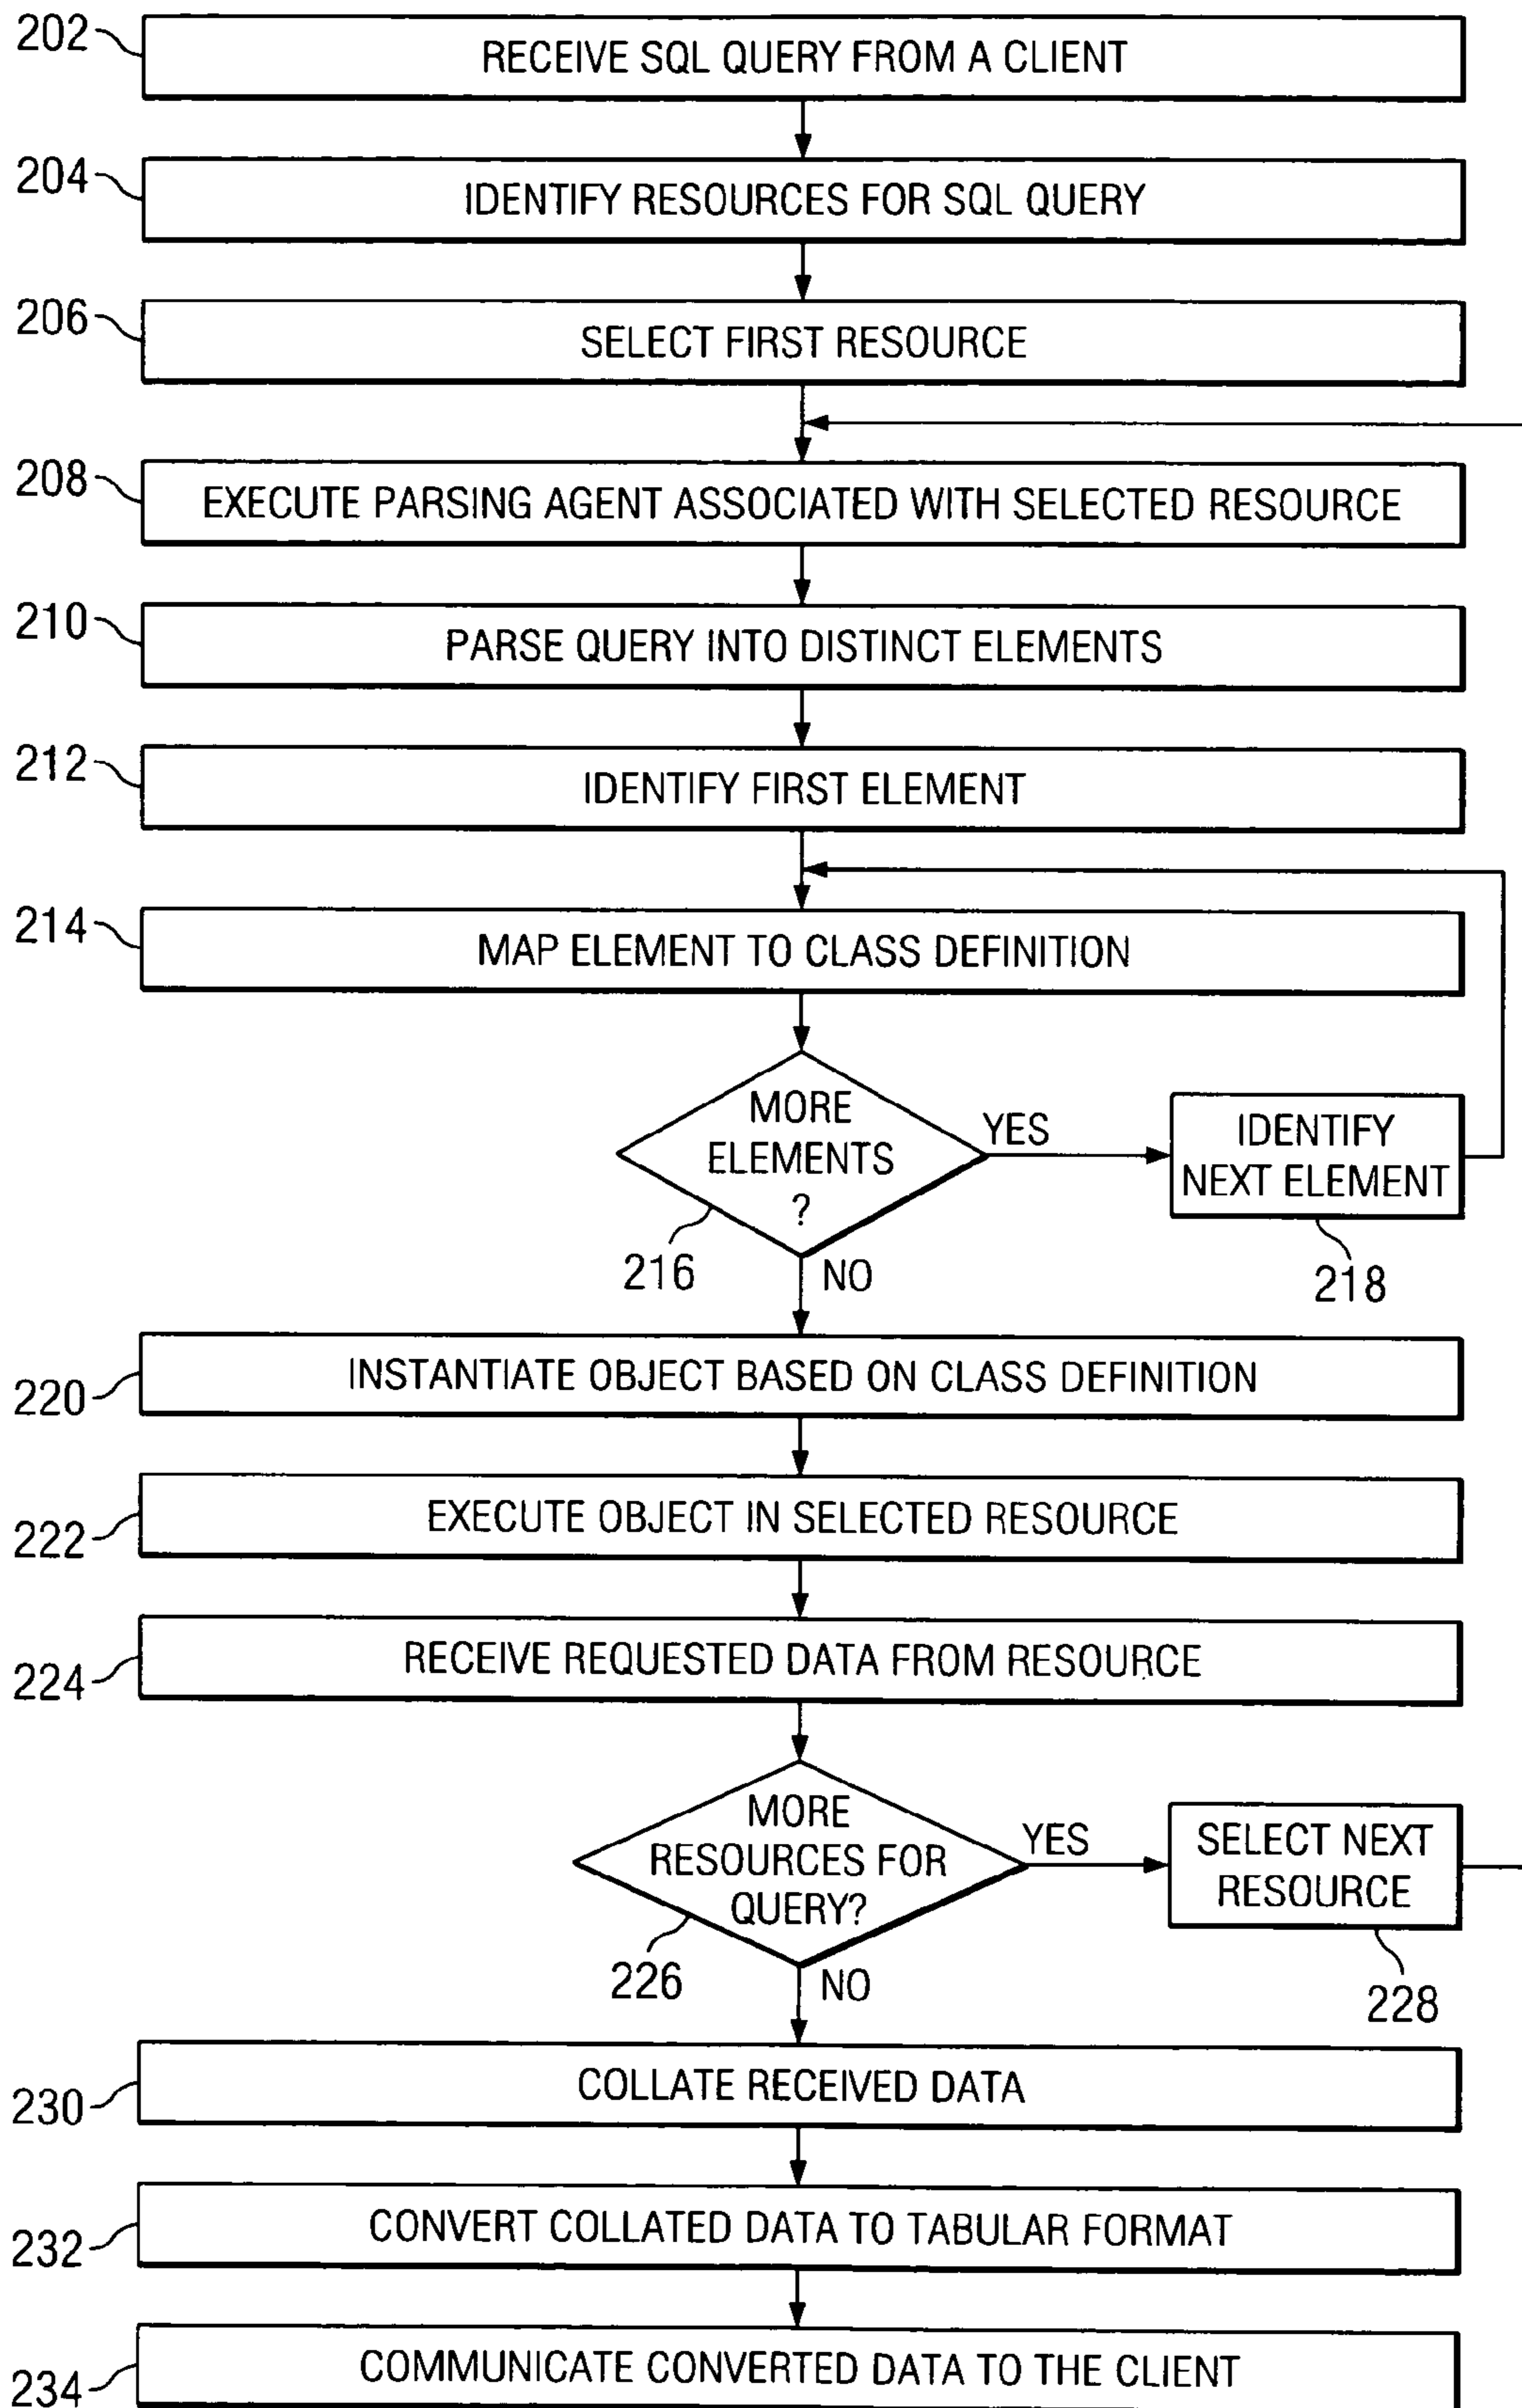 202
RECEIVE SQL QUERY FROM A CLIENT
204
IDENTIFY RESOURCES FOR SQL QUERY
206
SELECT FIRST RESOURCE
208
EXECUTE PARSING AGENT ASSOCIATED WITH SELECTED RESOURCE
210
PARSE QUERY INTO DISTINCT ELEMENTS
212
IDENTIFY FIRST ELEMENT
214
MAP ELEMENT TO CLASS DEFINITION
MORE
ELEMENTS
?
YES
IDENTIFY
NEXT ELEMENT
216
NO
218
INSTANTIATE OBJECT BASED ON CLASS DEFINITION
220
EXECUTE OBJECT IN SELECTED RESOURCE
222
RECEIVE REQUESTED DATA FROM RESOURCE
224
MORE
RESOURCES FOR
QUERY?
YES
SELECT NEXT
RESOURCE
226
NO
228
COLLATE RECEIVED DATA
230
CONVERT COLLATED DATA TO TABULAR FORMAT
232
COMMUNICATE CONVERTED DATA TO THE CLIENT
234